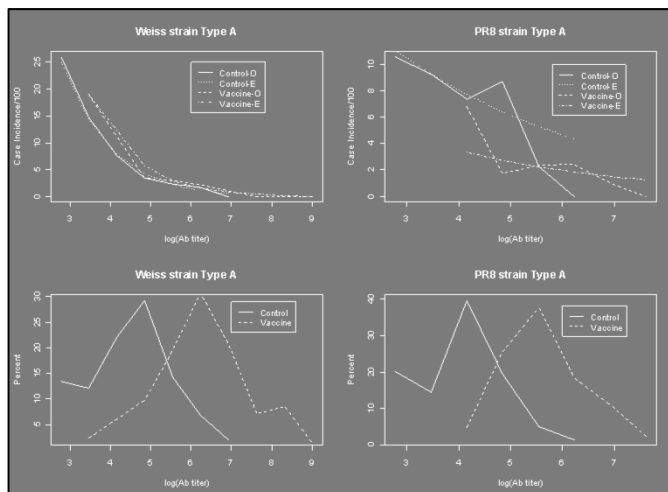 Weiss strain Type A
Case Incidence/100
25
20
15
10
5
0
Control-O
Control-E
Vaccine-O
Vaccine-E
3 4 5 6 7 8 9
log(Ab titer)
PR8 strain Type A
Case Incidence/100
10
8
6
4
2
0
Control-O
Control-E
Vaccine-O
Vaccine-E
3 4 5 6 7
log(Ab titer)
Weiss strain Type A
Percent
30
25
20
15
10
5
Control
Vaccine
3 4 5 6 7 8 9
log(Ab titer)
PR8 strain Type A
Percent
40
30
20
10
0
Control
Vaccine
3 4 5 6 7
log(Ab titer)